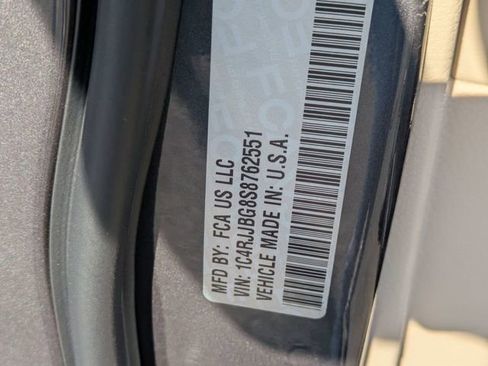 MFD BY: FCA US LLC
VIN: 1C4RJJBG8S8762551
VEHICLE MADE IN: U.S.A.